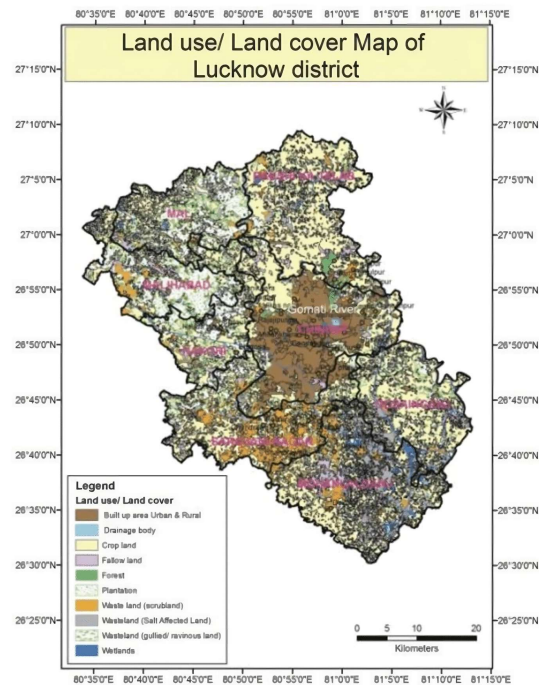 80°35'0"E 80°40'0"E 80°45'0"E 80°50'0"E 80°55'0"E 81°0'0"E 81°5'0"E 81°10'0"E 81°15'0"E
Land use/ Land cover Map of
Lucknow district
27°15'0"N 27°15'0"N
N
W E
S
27°10'0"N 27°10'0"N
27°5'0"N 27°5'0"N
MAL
27°0'0"N 27°0'0"N
MALIHABAD
26°55'0"N 26°55'0"N
Gomati River
26°50'0"N 26°50'0"N
26°45'0"N 26°45'0"N
26°40'0"N 26°40'0"N
26°35'0"N 26°35'0"N
26°30'0"N 26°30'0"N
26°25'0"N 26°25'0"N
Legend
Land use/ Land cover
Built up area Urban & Rural
Drainage body
Crop land
Fallow land
Forest
Plantation
Waste land (scrubland)
Wasteland (Salt Affected Land)
Wasteland (gullied/ ravinous land)
Wetlands
0 5 10 20
Kilometers
80°35'0"E 80°40'0"E 80°45'0"E 80°50'0"E 80°55'0"E 81°0'0"E 81°5'0"E 81°10'0"E 81°15'0"E